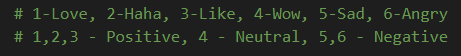 # 1-Love, 2-Haha, 3-Like, 4-Wow, 5-Sad, 6-Angry
# 1,2,3 - Positive, 4 - Neutral, 5,6 - Negative